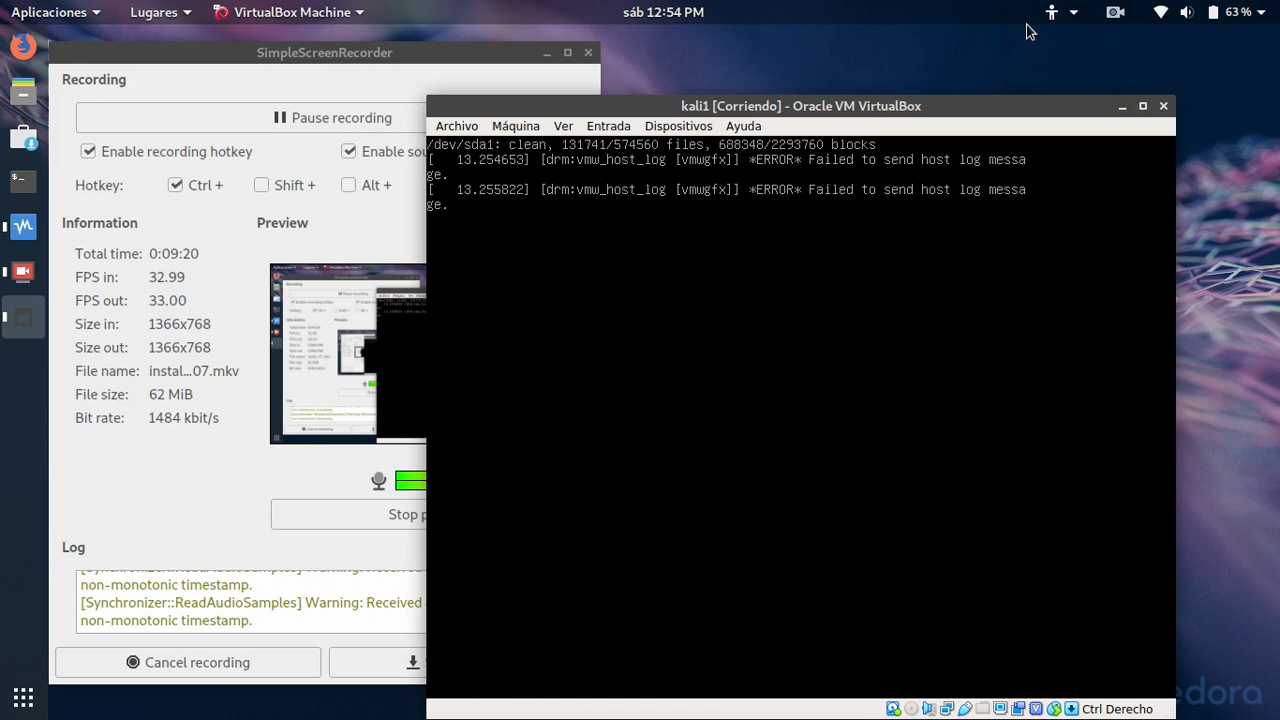 Aplicaciones
Lugares
VirtualBox Machine
sáb 12:54 PM
63 %
SimpleScreenRecorder
Recording
Pause recording
Enable recording hotkey
Enable sou
Hotkey:
Ctrl +
Shift +
Alt +
Information
Preview
Total time: 0:09:20
FPS in: 32.99
FPS out: 33.00
Size in: 1366x768
Size out: 1366x768
File name: instal...07.mkv
File size: 62 MiB
Bit rate: 1484 kbit/s
Stop p
Log
non-monotonic timestamp.
[Synchronizer::ReadAudioSamples] Warning: Received
non-monotonic timestamp.
Cancel recording
kali1 [Corriendo] - Oracle VM VirtualBox
Archivo Máquina Ver Entrada Dispositivos Ayuda
/dev/sda1: clean, 131741/574560 files, 688348/2293760 blocks
[   13.254653] [drm:vmw_host_log [vmwgfx]] *ERROR* Failed to send host log messa
ge.
[   13.255822] [drm:vmw_host_log [vmwgfx]] *ERROR* Failed to send host log messa
ge.
Ctrl Derecho
edora